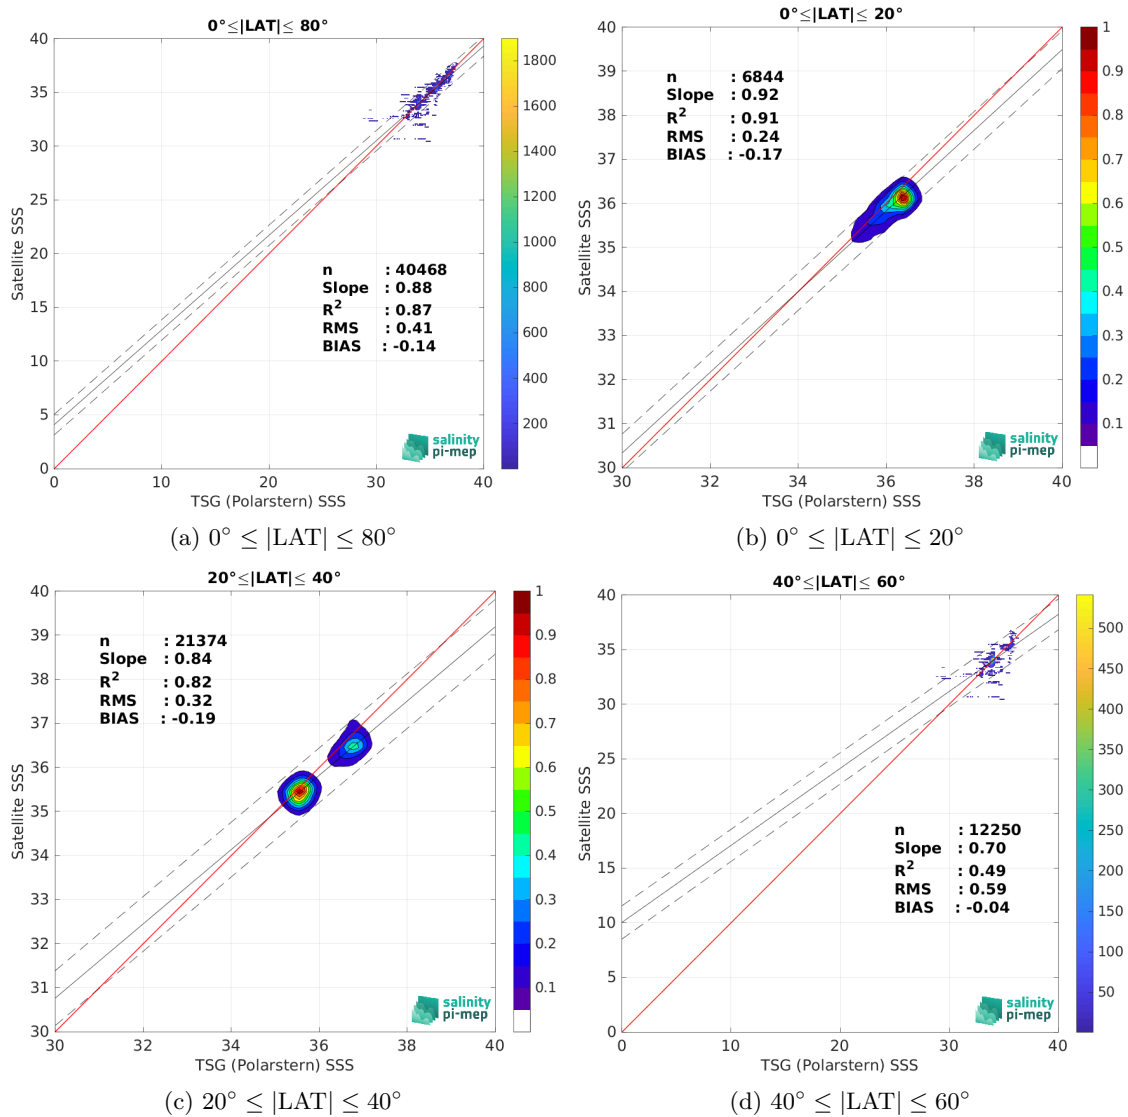 0°≤|LAT|≤ 80°
40
35
30
25
20
15
10
5
0
Satellite SSS
n : 40468
Slope : 0.88
R² : 0.87
RMS : 0.41
BIAS : -0.14
salinity
pi-mep
0 10 20 30 40
TSG (Polarstern) SSS
1800
1600
1400
1200
1000
800
600
400
200
(a) 0° ≤ |LAT| ≤ 80°
0°≤|LAT|≤ 20°
40
39
38
37
36
35
34
33
32
31
30
Satellite SSS
n : 6844
Slope : 0.92
R² : 0.91
RMS : 0.24
BIAS : -0.17
salinity
pi-mep
30 32 34 36 38 40
TSG (Polarstern) SSS
1
0.9
0.8
0.7
0.6
0.5
0.4
0.3
0.2
0.1
(b) 0° ≤ |LAT| ≤ 20°
20°≤|LAT|≤ 40°
40
39
38
37
36
35
34
33
32
31
30
Satellite SSS
n : 21374
Slope : 0.84
R² : 0.82
RMS : 0.32
BIAS : -0.19
salinity
pi-mep
30 32 34 36 38 40
TSG (Polarstern) SSS
1
0.9
0.8
0.7
0.6
0.5
0.4
0.3
0.2
0.1
(c) 20° ≤ |LAT| ≤ 40°
40°≤|LAT|≤ 60°
40
35
30
25
20
15
10
5
0
Satellite SSS
n : 12250
Slope : 0.70
R² : 0.49
RMS : 0.59
BIAS : -0.04
salinity
pi-mep
0 10 20 30 40
TSG (Polarstern) SSS
500
450
400
350
300
250
200
150
100
50
(d) 40° ≤ |LAT| ≤ 60°